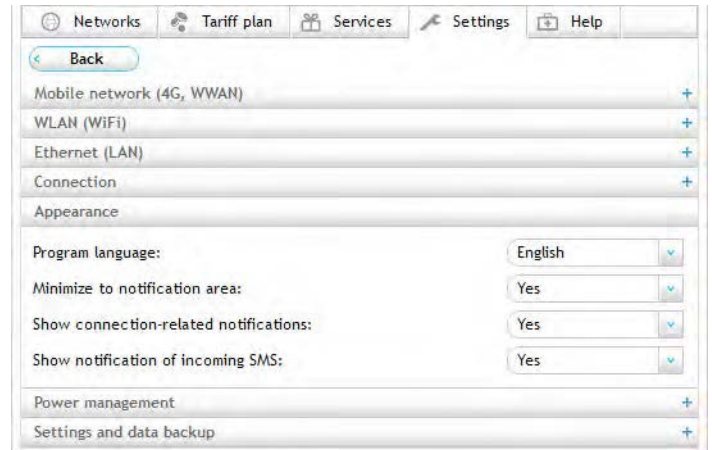 Networks Tariff plan Services Settings Help
Back
Mobile network (4G, WWAN) +
WLAN (WiFi) +
Ethernet (LAN) +
Connection +
Appearance
Program language: English
Minimize to notification area: Yes
Show connection-related notifications: Yes
Show notification of incoming SMS: Yes
Power management +
Settings and data backup +